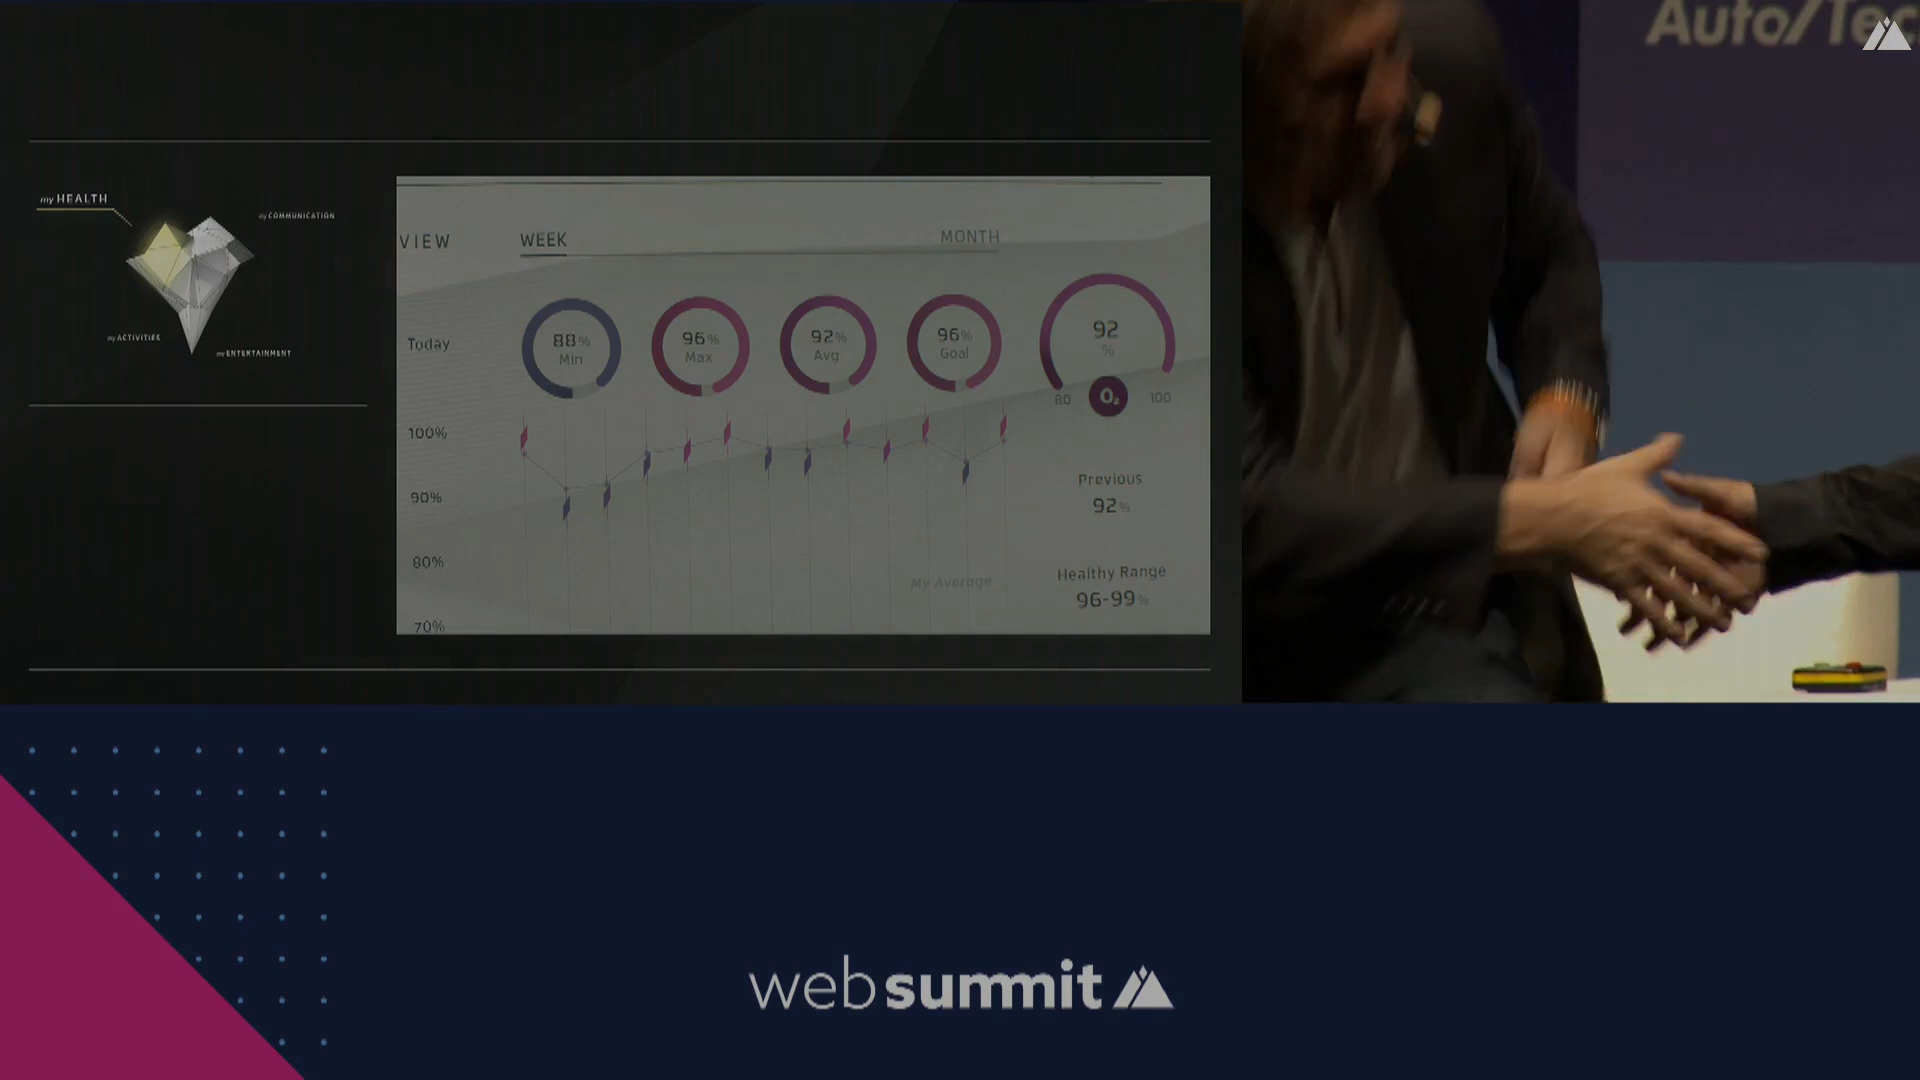 Auto/Tec
my HEALTH
my COMMUNICATION
my ACTIVITIES
my ENTERTAINMENT
VIEW
WEEK
MONTH
Today
88%
Min
96%
Max
92%
Avg
96%
Goal
92
%
80
O₂
100
100%
90%
80%
70%
My Average
Previous
92%
Healthy Range
96-99%
web summit